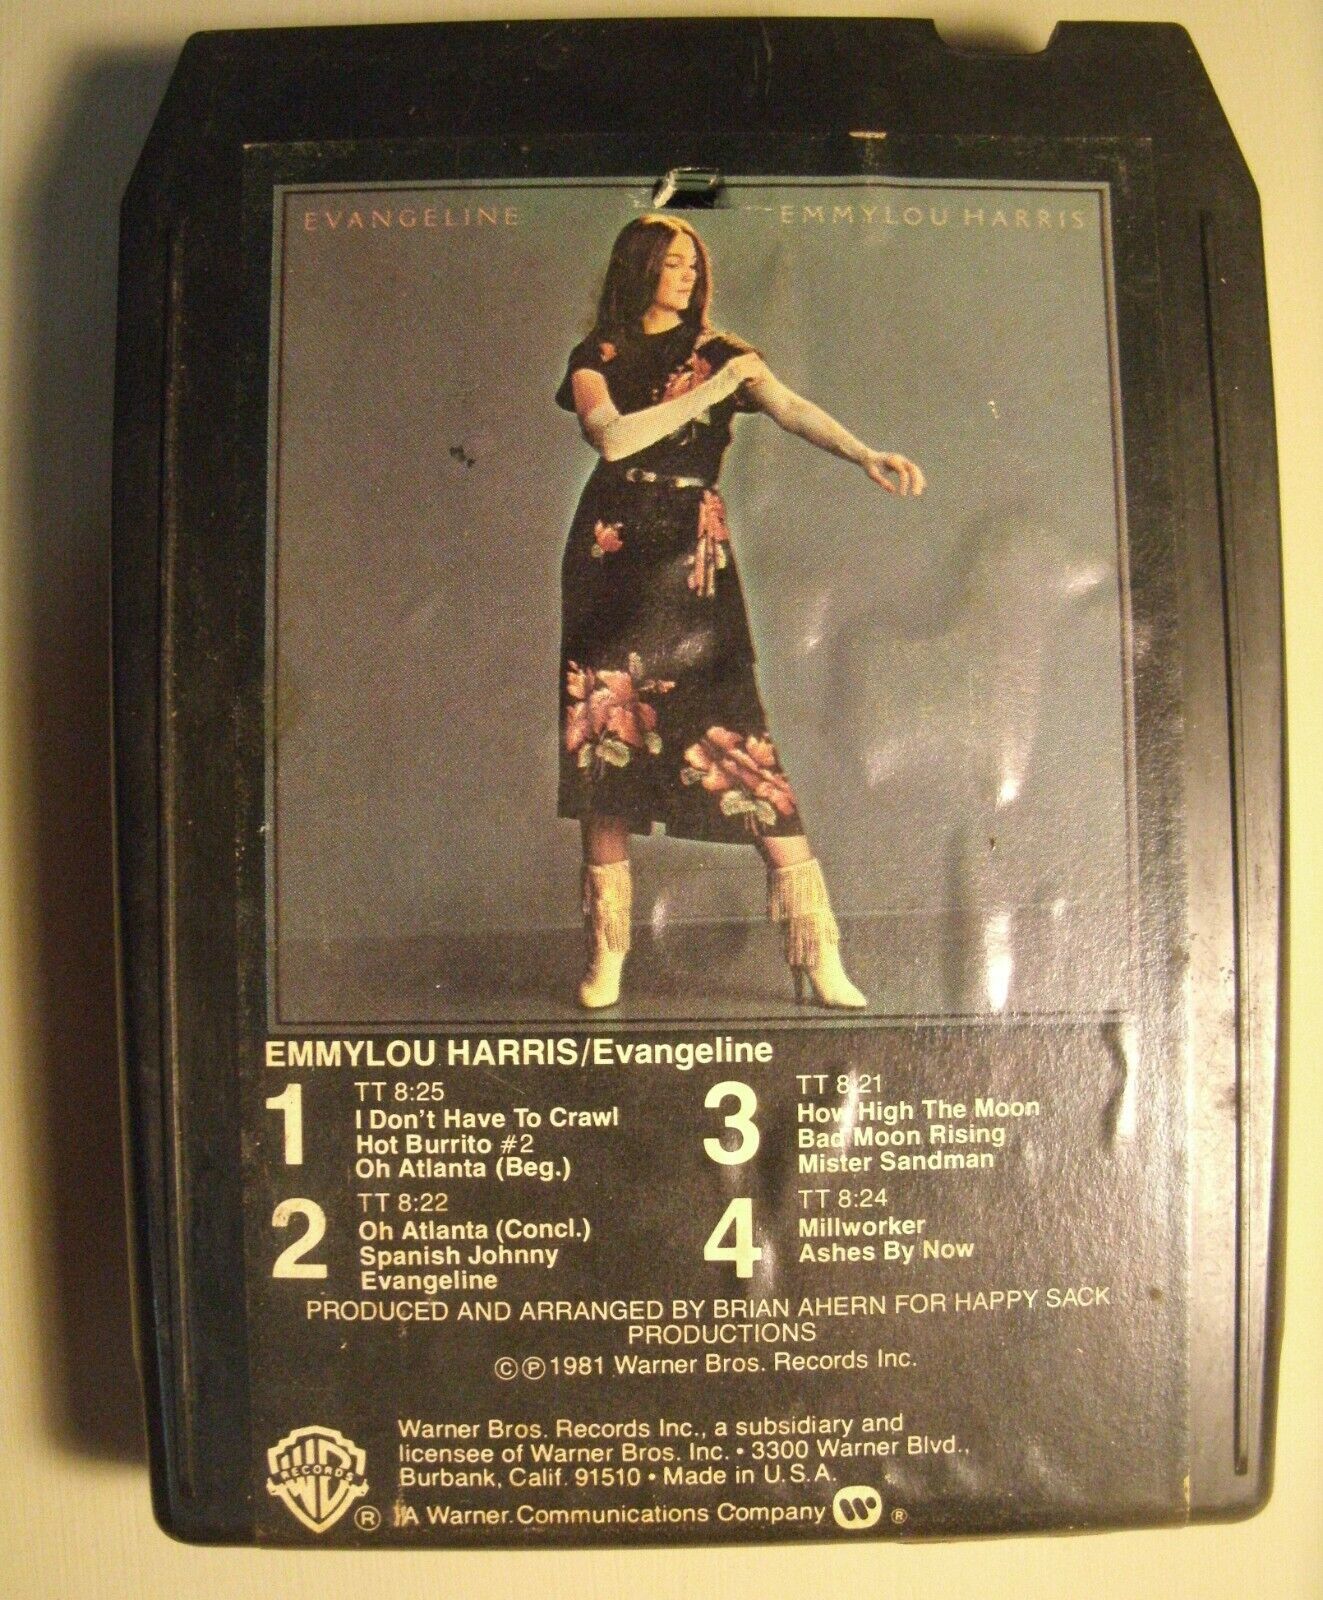 EVANGELINE EMMYLOU HARRIS
EMMYLOU HARRIS/Evangeline
1 TT 8:25
I Don't Have To Crawl
Hot Burrito #2
Oh Atlanta (Beg.)
2 TT 8:22
Oh Atlanta (Concl.)
Spanish Johnny
Evangeline
3 TT 8:21
How High The Moon
Bad Moon Rising
Mister Sandman
4 TT 8:24
Millworker
Ashes By Now
PRODUCED AND ARRANGED BY BRIAN AHERN FOR HAPPY SACK
PRODUCTIONS
©℗1981 Warner Bros. Records Inc.
Warner Bros. Records Inc., a subsidiary and
licensee of Warner Bros. Inc. • 3300 Warner Blvd.,
Burbank, Calif. 91510 • Made in U.S.A.
WB RECORDS ® A Warner Communications Company W ®